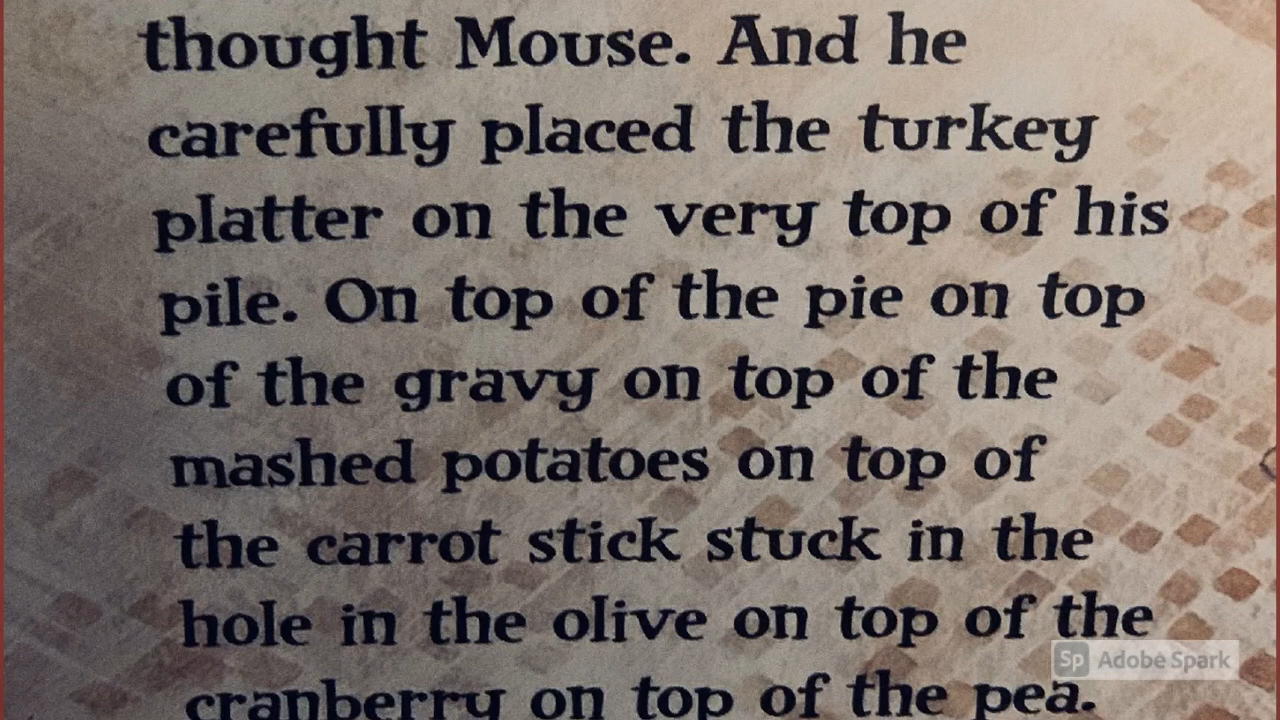 thought Mouse. And he
carefully placed the turkey
platter on the very top of his
pile. On top of the pie on top
of the gravy on top of the
mashed potatoes on top of
the carrot stick stuck in the
hole in the olive on top of the
Sp Adobe Spark
cranberry on top of the pea.